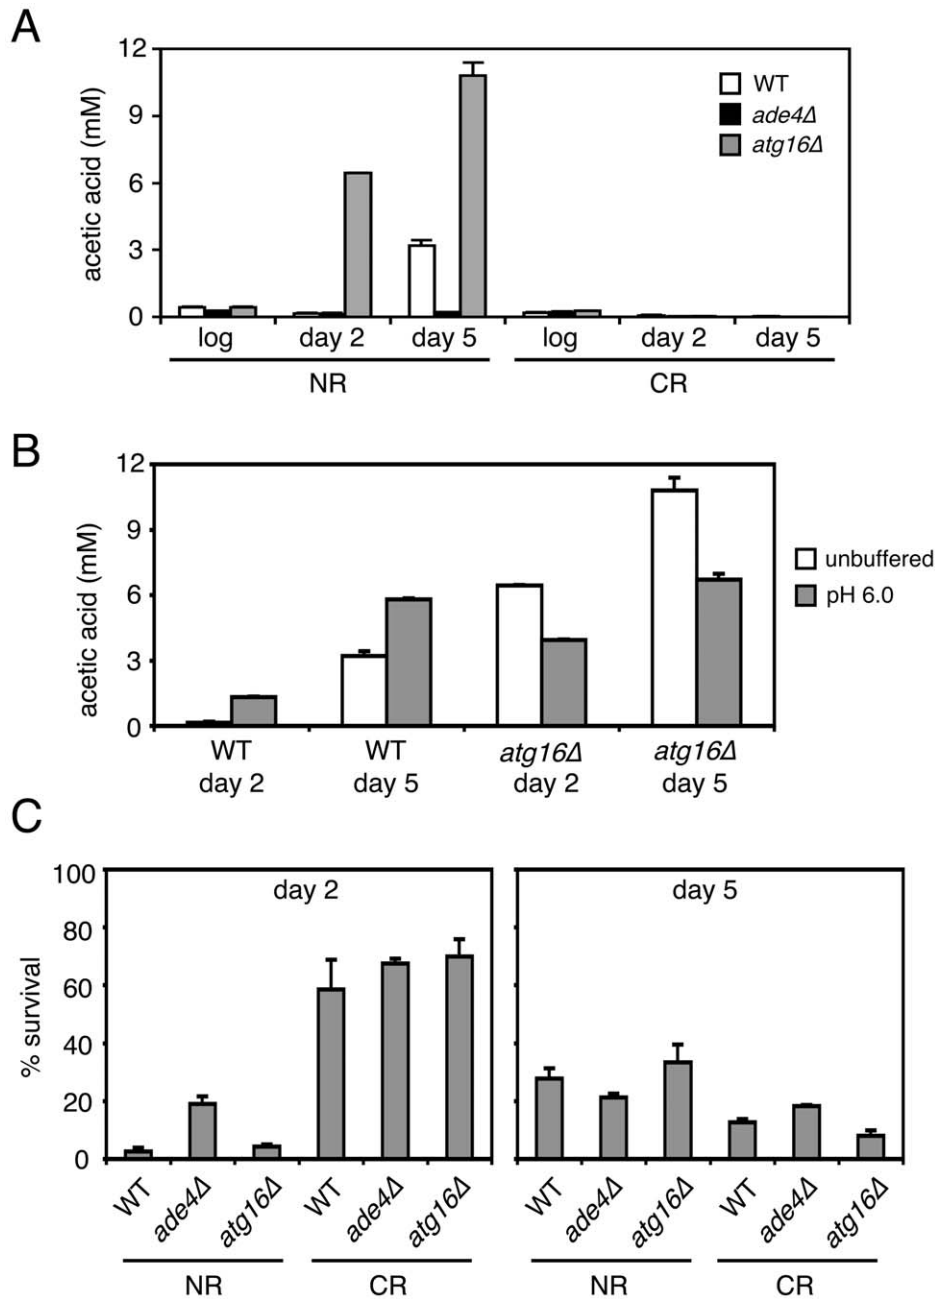 A
12
9
6
3
0
acetic acid (mM)
WT
ade4Δ
atg16Δ
log day 2 day 5 log day 2 day 5
NR CR
B
12
9
6
3
0
acetic acid (mM)
unbuffered
pH 6.0
WT WT atg16Δ atg16Δ
day 2 day 5 day 2 day 5
C
100
80
60
40
20
0
% survival
day 2 day 5
WT ade4Δ atg16Δ WT ade4Δ atg16Δ WT ade4Δ atg16Δ WT ade4Δ atg16Δ
NR CR NR CR